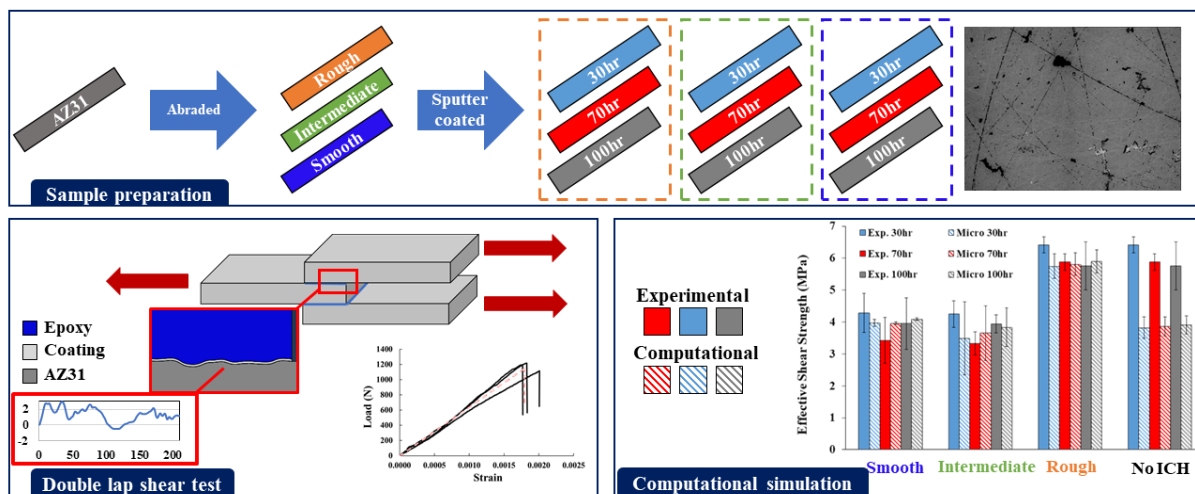 AZ31
Abraded
Rough
Intermediate
Smooth
Sputter
coated
30hr
70hr
100hr
30hr
70hr
100hr
30hr
70hr
100hr
Sample preparation
Epoxy
Coating
AZ31
2
0
-2
0 50 100 150 200
Load (N)
1400
1200
1000
800
600
400
200
0
0.0000 0.0005 0.0010 0.0015 0.0020 0.0025
Strain
Double lap shear test
Experimental
Computational
Effective Shear Strength (MPa)
7
6
5
4
3
2
1
0
Exp. 30hr Micro 30hr
Exp. 70hr Micro 70hr
Exp. 100hr Micro 100hr
Smooth Intermediate Rough No ICH
Computational simulation